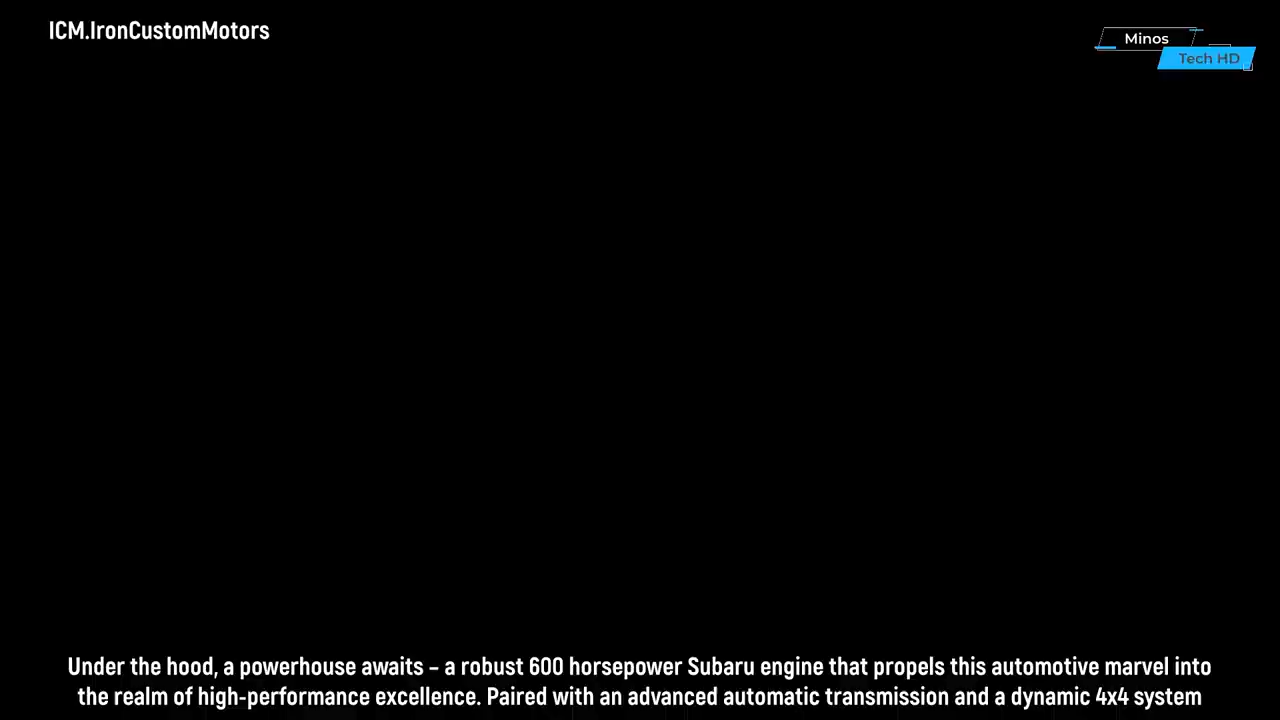 ICM.IronCustomMotors
Minos
Tech HD
Under the hood, a powerhouse awaits – a robust 600 horsepower Subaru engine that propels this automotive marvel into
the realm of high-performance excellence. Paired with an advanced automatic transmission and a dynamic 4x4 system